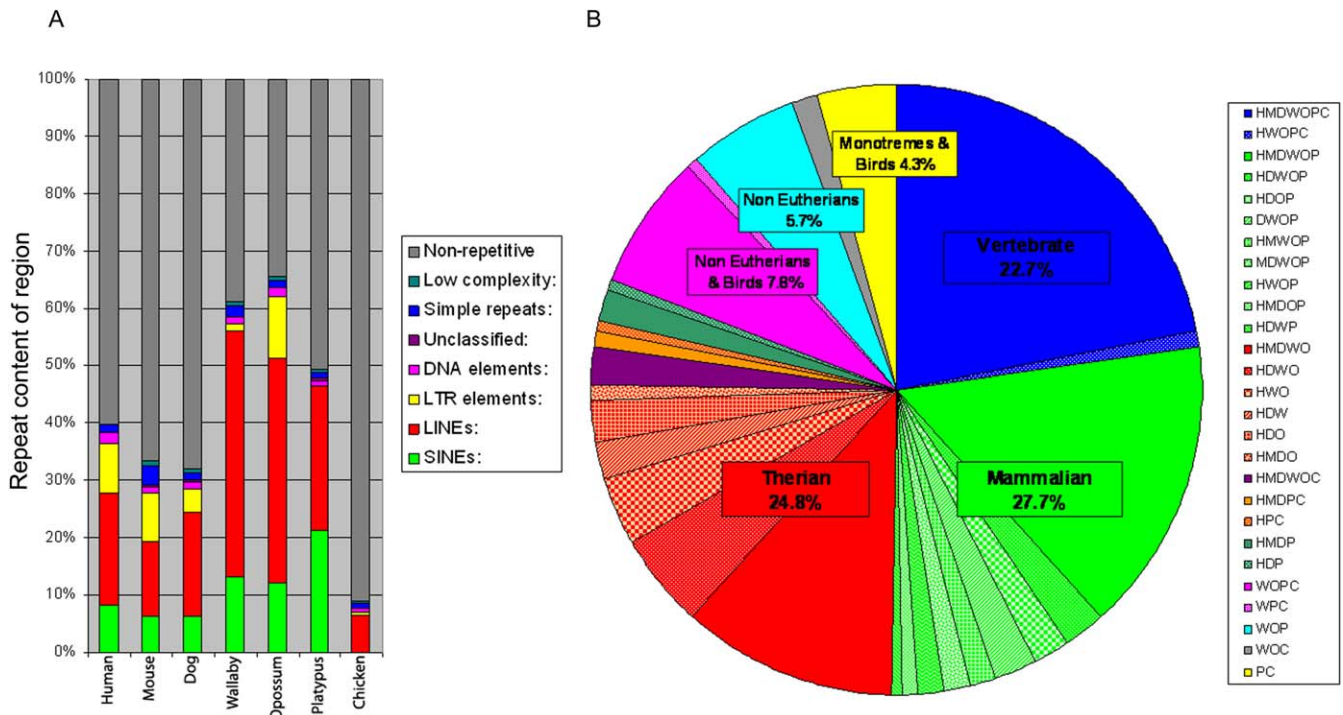 A
B
Repeat content of region
100%
90%
80%
70%
60%
50%
40%
30%
20%
10%
0%
Human
Mouse
Dog
Wallaby
Opossum
Platypus
Chicken
Non-repetitive
Low complexity:
Simple repeats:
Unclassified:
DNA elements:
LTR elements:
LINEs:
SINEs:
Monotremes &
Birds 4.3%
Non Eutherians
5.7%
Non Eutherians
& Birds 7.8%
Vertebrate
22.7%
Therian
24.8%
Mammalian
27.7%
HMDWOPC
HWOPC
HMDWOP
HDWOP
HDOP
DWOP
HMWOP
MDWOP
HWOP
HMDOP
HDWP
HMDWO
HDWO
HWO
HDW
HDO
HMDO
HMDWOC
HMDPC
HPC
HMDP
HDP
WOPC
WPC
WOP
WOC
PC